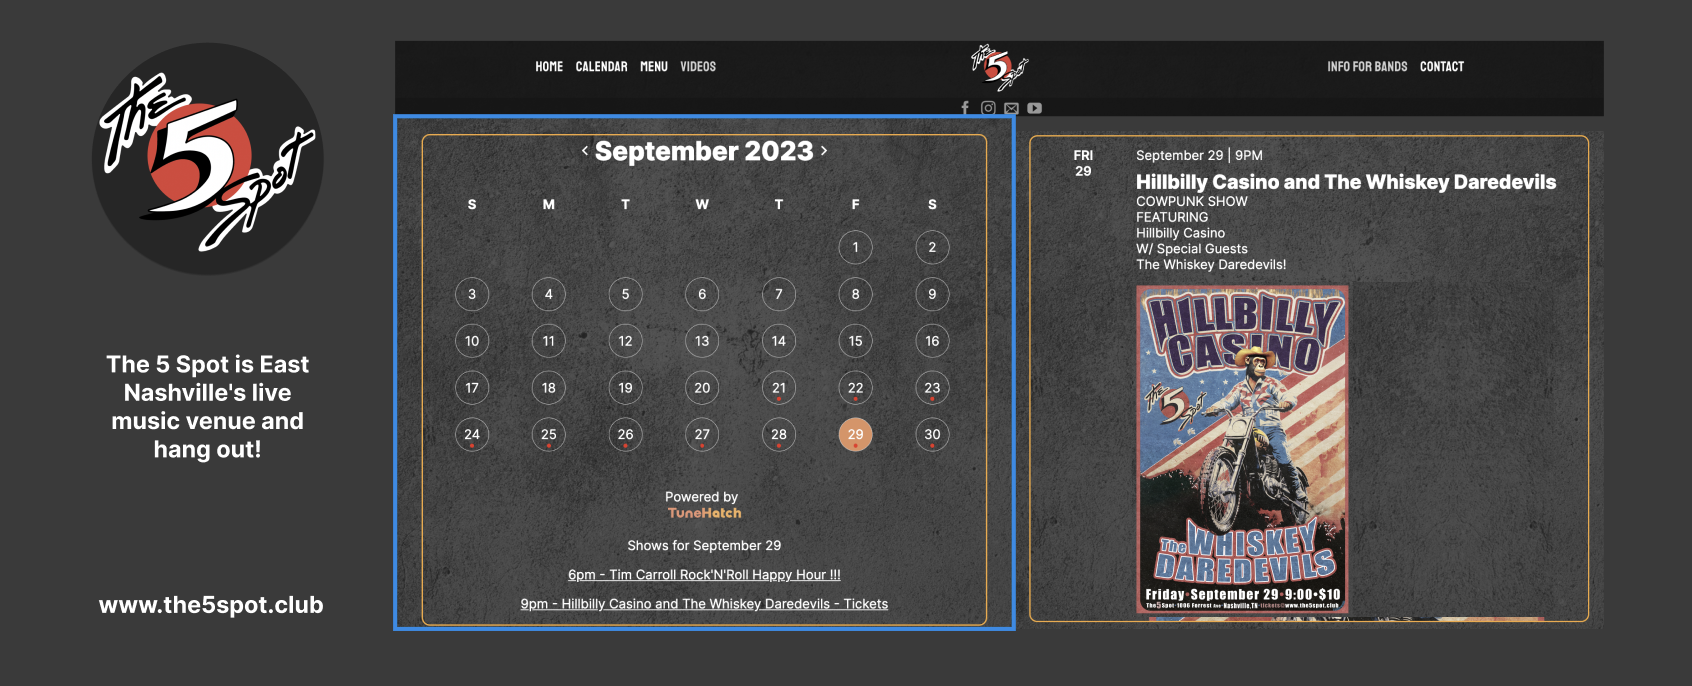 The
5
Spot
The 5 Spot is East
Nashville's live
music venue and
hang out!
www.the5spot.club
HOME CALENDAR MENU VIDEOS
The
5
Spot
INFO FOR BANDS CONTACT
< September 2023 >
S M T W T F S
1 2
3 4 5 6 7 8 9
10 11 12 13 14 15 16
17 18 19 20 21 22 23
24 25 26 27 28 29 30
Powered by
TuneHatch
Shows for September 29
6pm - Tim Carroll Rock'N'Roll Happy Hour !!!
9pm - Hillbilly Casino and The Whiskey Daredevils - Tickets
FRI
29
September 29 | 9PM
Hillbilly Casino and The Whiskey Daredevils
COWPUNK SHOW
FEATURING
Hillbilly Casino
W/ Special Guests
The Whiskey Daredevils!
HILLBILLY
CASINO
The
5
Spot
The WHISKEY
DAREDEVILS
Friday•September 29•9:00•$10
The5Spot•1006 Forrest Ave•Nashville,TN•tickets@www.the5spot.club